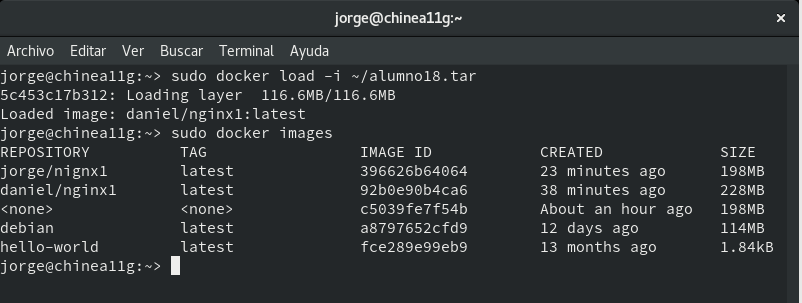 jorge@chinea11g:~
×
Archivo Editar Ver Buscar Terminal Ayuda
jorge@chinea11g:~> sudo docker load -i ~/alumno18.tar
5c453c17b312: Loading layer  116.6MB/116.6MB
Loaded image: daniel/nginx1:latest
jorge@chinea11g:~> sudo docker images
REPOSITORY          TAG                 IMAGE ID            CREATED             SIZE
jorge/nignx1        latest              396626b64064        23 minutes ago      198MB
daniel/nginx1       latest              92b0e90b4ca6        38 minutes ago      228MB
<none>              <none>              c5039fe7f54b        About an hour ago   198MB
debian              latest              a8797652cfd9        12 days ago         114MB
hello-world         latest              fce289e99eb9        13 months ago       1.84kB
jorge@chinea11g:~>